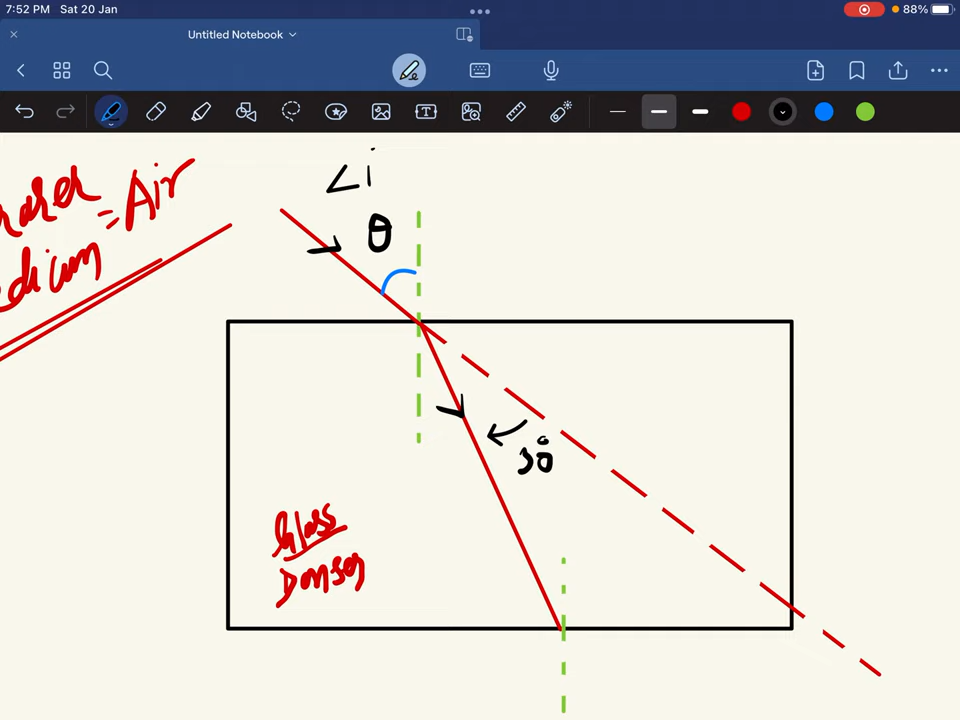 7:52 PM Sat 20 Jan
88%
Untitled Notebook
∠i
= Air
θ
30°
Glass
Denser